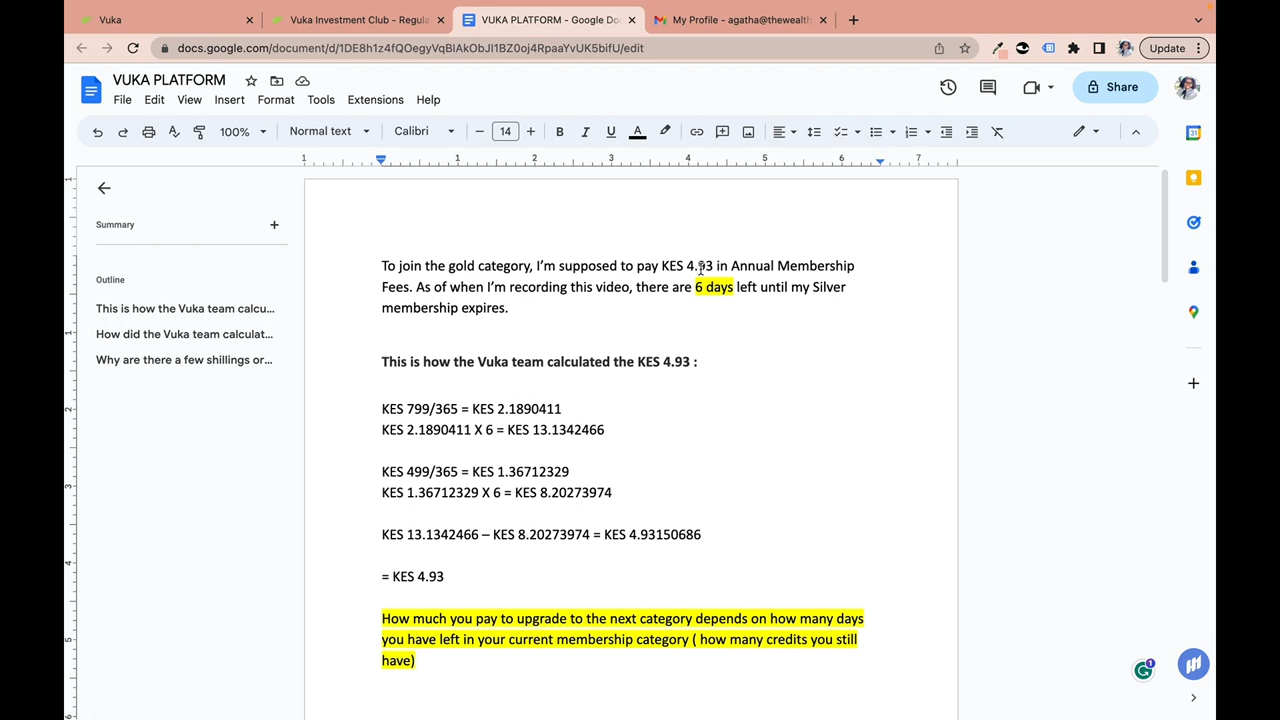 Vuka
Vuka Investment Club - Regula
VUKA PLATFORM - Google Do
My Profile - agatha@thewealth
docs.google.com/document/d/1DE8h1z4fQOegyVqBIAkObJI1BZ0oj4RpaaYvUK5bifU/edit
Update
VUKA PLATFORM
File Edit View Insert Format Tools Extensions Help
Share
100% Normal text Calibri 14
1 1 2 3 4 5 6 7
Summary
Outline
This is how the Vuka team calcu...
How did the Vuka team calculat...
Why are there a few shillings or...
To join the gold category, I’m supposed to pay KES 4.93 in Annual Membership
Fees. As of when I’m recording this video, there are 6 days left until my Silver
membership expires.
This is how the Vuka team calculated the KES 4.93 :
KES 799/365 = KES 2.1890411
KES 2.1890411 X 6 = KES 13.1342466
KES 499/365 = KES 1.36712329
KES 1.36712329 X 6 = KES 8.20273974
KES 13.1342466 – KES 8.20273974 = KES 4.93150686
= KES 4.93
How much you pay to upgrade to the next category depends on how many days
you have left in your current membership category ( how many credits you still
have)